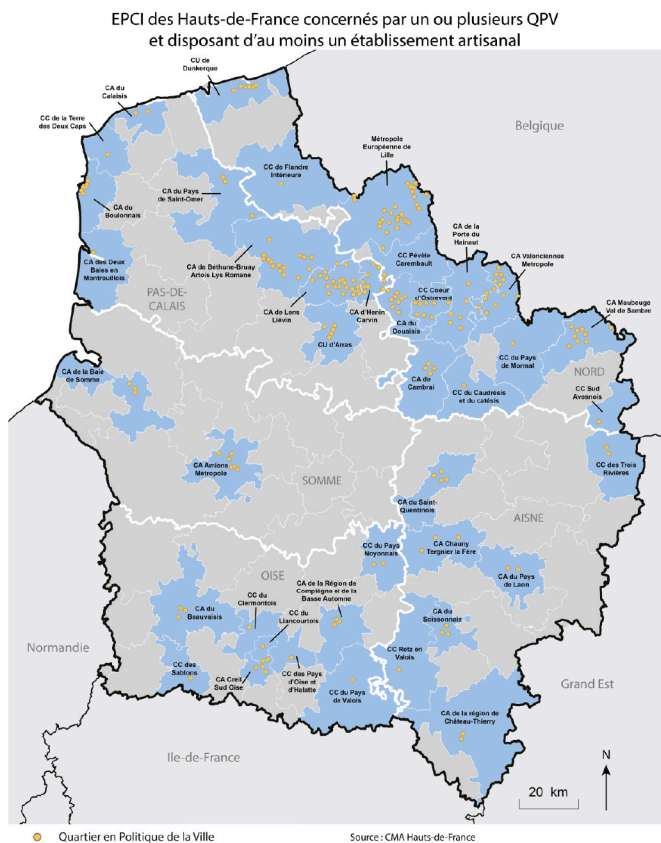 EPCI des Hauts-de-France concernés par un ou plusieurs QPV
et disposant d'au moins un établissement artisanal
CU de
Dunkerque
CA du
Calaisis
CC de la Terre
des Deux Caps
Métropole
Européenne de
Lille
Belgique
CC de Flandre
Intérieure
CA du Pays
de Saint-Omer
CA du
Boulonnais
CA de la
Porte du
Hainaut
CA des Deux
Baies en
Montreuillois
CA de Béthune-Bruay
Artois Lys Romane
CC Pévèle
Carembault
CA Valenciennes
Métropole
PAS-DE-
CALAIS
CA de Lens
Liévin
CA d'Hénin
Carvin
CC Coeur
d'Ostrevent
CA du
Douaisis
CA Maubeuge
Val de Sambre
CU d'Arras
CC du Pays
de Mormal
CA de la Baie
de Somme
CA de
Cambrai
CC du Caudrésis
et du catésis
NORD
CC Sud
Avesnois
CA Amiens
Métropole
SOMME
CC des Trois
Rivières
CA du Saint-
Quentinois
AISNE
CC du Pays
Noyonnais
CA Chauny
Tergnier la Fère
CA du Pays
de Laon
OISE
CA de la Région de
Compiègne et de la
Basse Automne
CC du
Clermontois
CC du
Liancourtois
CA du
Beauvaisis
CA du
Soissonnais
Normandie
CC des
Sablons
CA Creil
Sud Oise
CC des Pays
d'Oise et
d'Halatte
CC du Pays
de Valois
CC Retz en
Valois
Grand Est
CA de la région de
Château-Thierry
Ile-de-France
N
20 km
Quartier en Politique de la Ville
Source : CMA Hauts-de-France